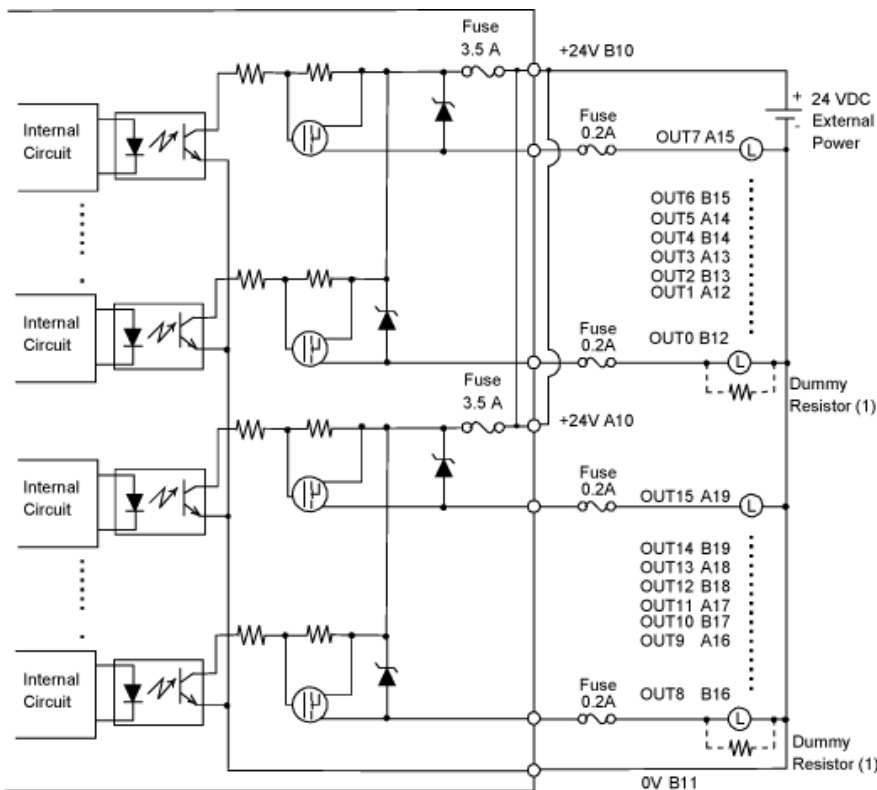 Fuse
3.5 A
+24V B10
+
24 VDC
-
External
Power
Internal
Circuit
Fuse
0.2A
OUT7 A15
L
OUT6 B15
OUT5 A14
OUT4 B14
OUT3 A13
OUT2 B13
OUT1 A12
Internal
Circuit
Fuse
0.2A
OUT0 B12
L
Dummy
Resistor (1)
Fuse
3.5 A
+24V A10
Internal
Circuit
Fuse
0.2A
OUT15 A19
L
OUT14 B19
OUT13 A18
OUT12 B18
OUT11 A17
OUT10 B17
OUT9 A16
Internal
Circuit
Fuse
0.2A
OUT8 B16
L
Dummy
Resistor (1)
0V B11